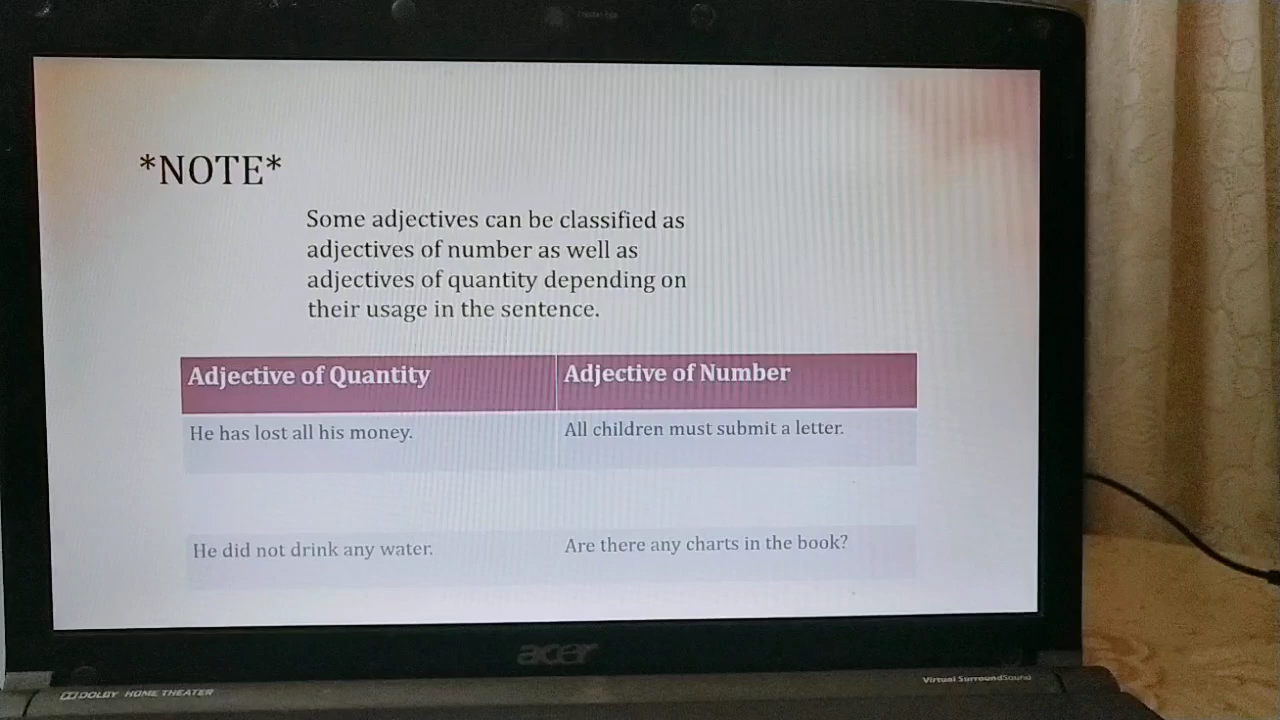 *NOTE*
Some adjectives can be classified as
adjectives of number as well as
adjectives of quantity depending on
their usage in the sentence.
Adjective of Quantity
Adjective of Number
He has lost all his money.
All children must submit a letter.
He did not drink any water.
Are there any charts in the book?
acer
DOLBY HOME THEATER
Virtual SurroundSound